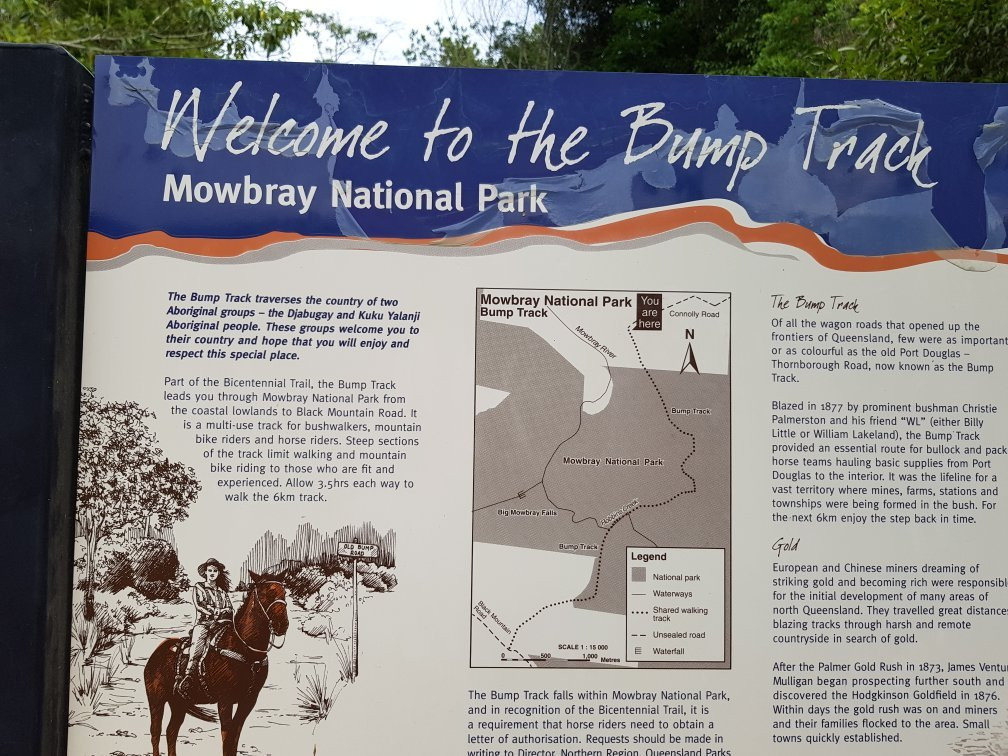 Welcome to the Bump Track
Mowbray National Park
The Bump Track traverses the country of two
Aboriginal groups – the Djabugay and Kuku Yalanji
Aboriginal people. These groups welcome you to
their country and hope that you will enjoy and
respect this special place.
Part of the Bicentennial Trail, the Bump Track
leads you through Mowbray National Park from
the coastal lowlands to Black Mountain Road. It
is a multi-use track for bushwalkers, mountain
bike riders and horse riders. Steep sections
of the track limit walking and mountain
bike riding to those who are fit and
experienced. Allow 3.5hrs each way to
walk the 6km track.
OLD BUMP
ROAD
Mowbray National Park
Bump Track
You
are
here
Connolly Road
Mowbray River
N
Bump Track
Mowbray National Park
Big Mowbray Falls
Bump Track
Black Mountain
Road
Legend
National park
Waterways
Shared walking
track
Unsealed road
Waterfall
SCALE 1 : 15 000
0 500 1,000 Metres
The Bump Track falls within Mowbray National Park,
and in recognition of the Bicentennial Trail, it is
a requirement that horse riders need to obtain a
letter of authorisation. Requests should be made in
writing to Director, Northern Region, Queensland Parks
The Bump Track
Of all the wagon roads that opened up the
frontiers of Queensland, few were as important
or as colourful as the old Port Douglas –
Thornborough Road, now known as the Bump
Track.
Blazed in 1877 by prominent bushman Christie
Palmerston and his friend “WL” (either Billy
Little or William Lakeland), the Bump Track
provided an essential route for bullock and pack
horse teams hauling basic supplies from Port
Douglas to the interior. It was the lifeline for a
vast territory where mines, farms, stations and
townships were being formed in the bush. For
the next 6km enjoy the step back in time.
Gold
European and Chinese miners dreaming of
striking gold and becoming rich were responsibl
for the initial development of many areas of
north Queensland. They travelled great distance
blazing tracks through harsh and remote
countryside in search of gold.
After the Palmer Gold Rush in 1873, James Ventu
Mulligan began prospecting further south and
discovered the Hodgkinson Goldfield in 1876.
Within days the gold rush was on and miners
and their families flocked to the area. Small
towns quickly established.